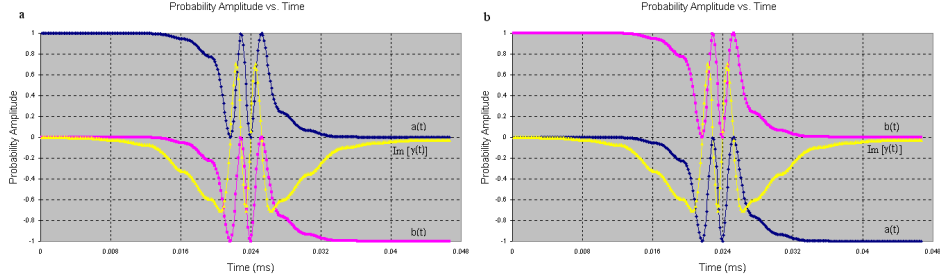 a
Probability Amplitude vs. Time
Probability Amplitude
1
0.8
0.6
0.4
0.2
0
-0.2
-0.4
-0.6
-0.8
-1
0
0.008
0.016
0.024
0.032
0.04
0.048
a(t)
Im [y(t)]
b(t)
Time (ms)
b
Probability Amplitude vs. Time
Probability Amplitude
1
0.8
0.6
0.4
0.2
0
-0.2
-0.4
-0.6
-0.8
-1
0
0.008
0.016
0.024
0.032
0.04
0.048
b(t)
Im [y(t)]
a(t)
Time (ms)